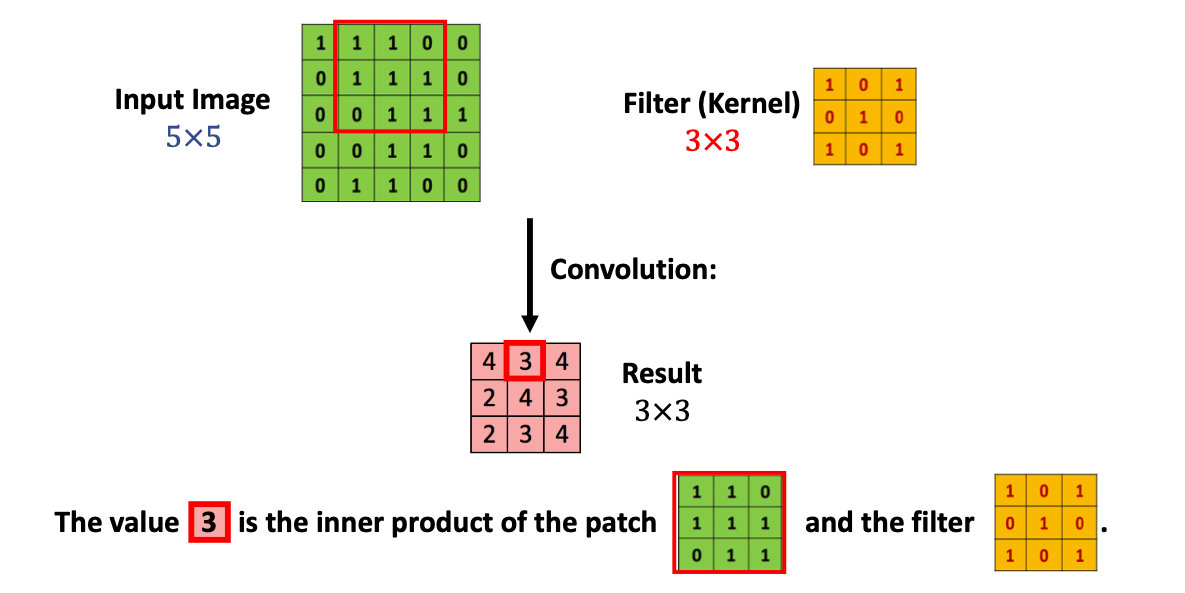 Input Image
5×5
1 1 1 0 0
0 1 1 1 0
0 0 1 1 1
0 0 1 1 0
0 1 1 0 0
Filter (Kernel)
3×3
1 0 1
0 1 0
1 0 1
Convolution:
4 3 4
2 4 3
2 3 4
Result
3×3
The value 3 is the inner product of the patch
1 1 0
1 1 1
0 1 1
and the filter
1 0 1
0 1 0
1 0 1
.